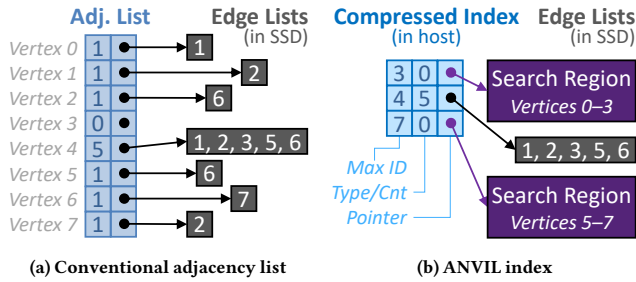 Adj. List
Edge Lists
(in SSD)
Vertex 0 1 1
Vertex 1 1 2
Vertex 2 1 6
Vertex 3 0
Vertex 4 5 1, 2, 3, 5, 6
Vertex 5 1 6
Vertex 6 1 7
Vertex 7 1 2
(a) Conventional adjacency list
Compressed Index
(in host)
Edge Lists
(in SSD)
3 0
4 5
7 0
Max ID
Type/Cnt
Pointer
Search Region
Vertices 0–3
1, 2, 3, 5, 6
Search Region
Vertices 5–7
(b) ANVIL index